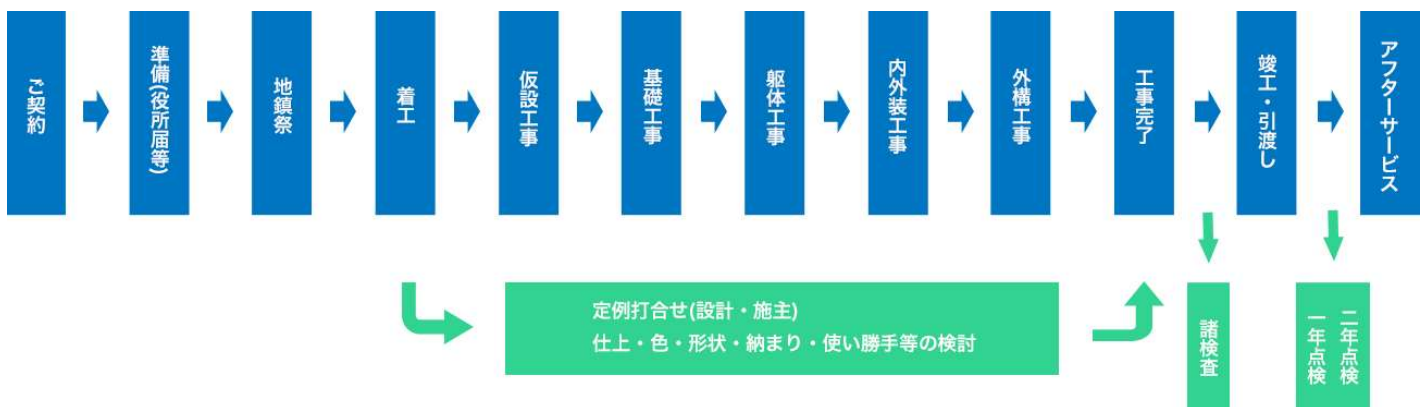 ご契約
準備(役所届等)
地鎮祭
着工
仮設工事
基礎工事
躯体工事
内外装工事
外構工事
工事完了
竣工・引渡し
アフターサービス
定例打合せ(設計・施主)
仕上・色・形状・納まり・使い勝手等の検討
諸検査
二年点検
一年点検